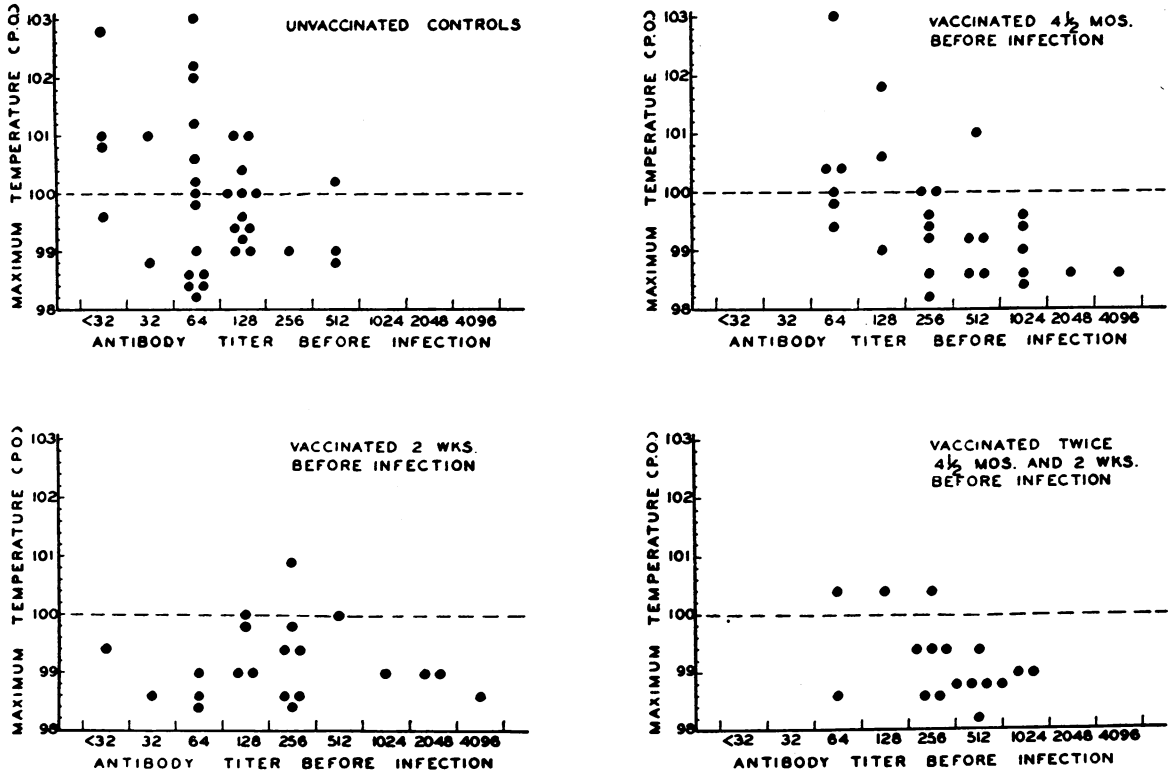 UNVACCINATED CONTROLS
MAXIMUM TEMPERATURE (P.O.)
103
102
101
100
99
98
<32 32 64 128 256 512 1024 2048 4096
ANTIBODY TITER BEFORE INFECTION
VACCINATED 4½ MOS.
BEFORE INFECTION
MAXIMUM TEMPERATURE (P.O.)
103
102
101
100
99
98
<32 32 64 128 256 512 1024 2048 4096
ANTIBODY TITER BEFORE INFECTION
VACCINATED 2 WKS.
BEFORE INFECTION
MAXIMUM TEMPERATURE (PO)
103
102
101
100
99
98
<32 32 64 128 256 512 1024 2048 4096
ANTIBODY TITER BEFORE INFECTION
VACCINATED TWICE
4½ MOS. AND 2 WKS.
BEFORE INFECTION
MAXIMUM TEMPERATURE (P.O.)
103
102
101
100
99
98
<32 32 64 128 256 512 1024 2048 4096
ANTIBODY TITER BEFORE INFECTION